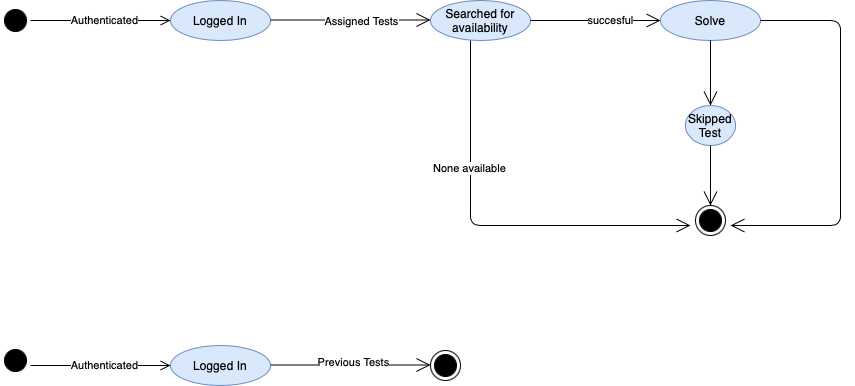 Authenticated
Logged In
Assigned Tests
Searched for
availability
succesful
Solve
Skipped
Test
None available
Authenticated
Logged In
Previous Tests